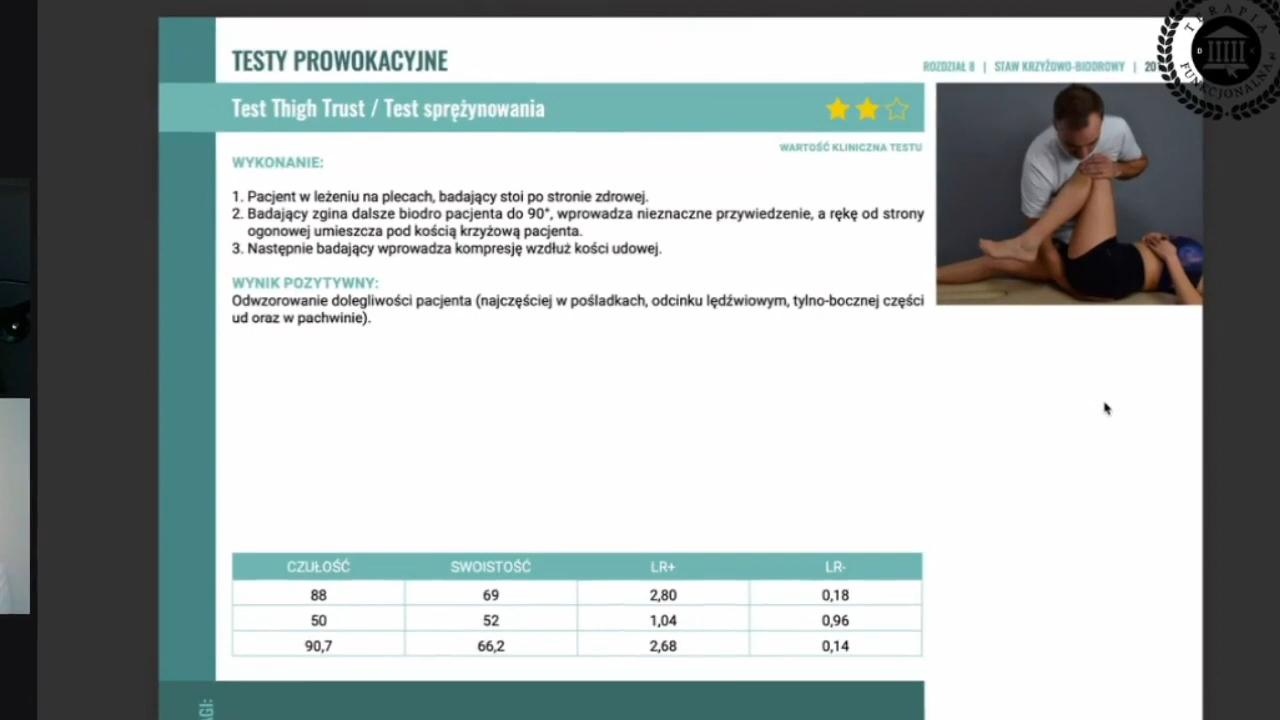 TESTY PROWOKACYJNE
ROZDZIAŁ 8 | STAW KRZYŻOWO-BIODROWY | 20
TERAPIA
FUNKCJONALNA
Test Thigh Trust / Test sprężynowania
WARTOŚĆ KLINICZNA TESTU
WYKONANIE:
1. Pacjent w leżeniu na plecach, badający stoi po stronie zdrowej.
2. Badający zgina dalsze biodro pacjenta do 90°, wprowadza nieznaczne przywiedzenie, a rękę od strony
ogonowej umieszcza pod kością krzyżową pacjenta.
3. Następnie badający wprowadza kompresję wzdłuż kości udowej.
WYNIK POZYTYWNY:
Odwzorowanie dolegliwości pacjenta (najczęściej w pośladkach, odcinku lędźwiowym, tylno-bocznej części
ud oraz w pachwinie).
CZUŁOŚĆ SWOISTOŚĆ LR+ LR-
88 69 2,80 0,18
50 52 1,04 0,96
90,7 66,2 2,68 0,14